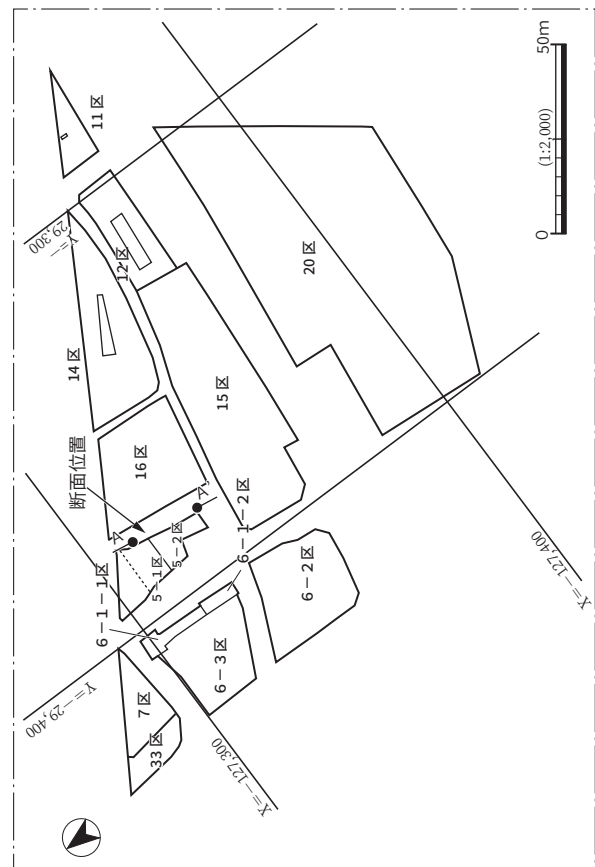 11区
Y=−29,300
12区
14区
20区
15区
16区
断面位置
A
A’
5−1区
5−2区
6−1−1区
6−1−2区
6−2区
6−3区
7区
33区
Y=−29,400
X=−127,300
X=−127,400
0
(1:2,000)
50m